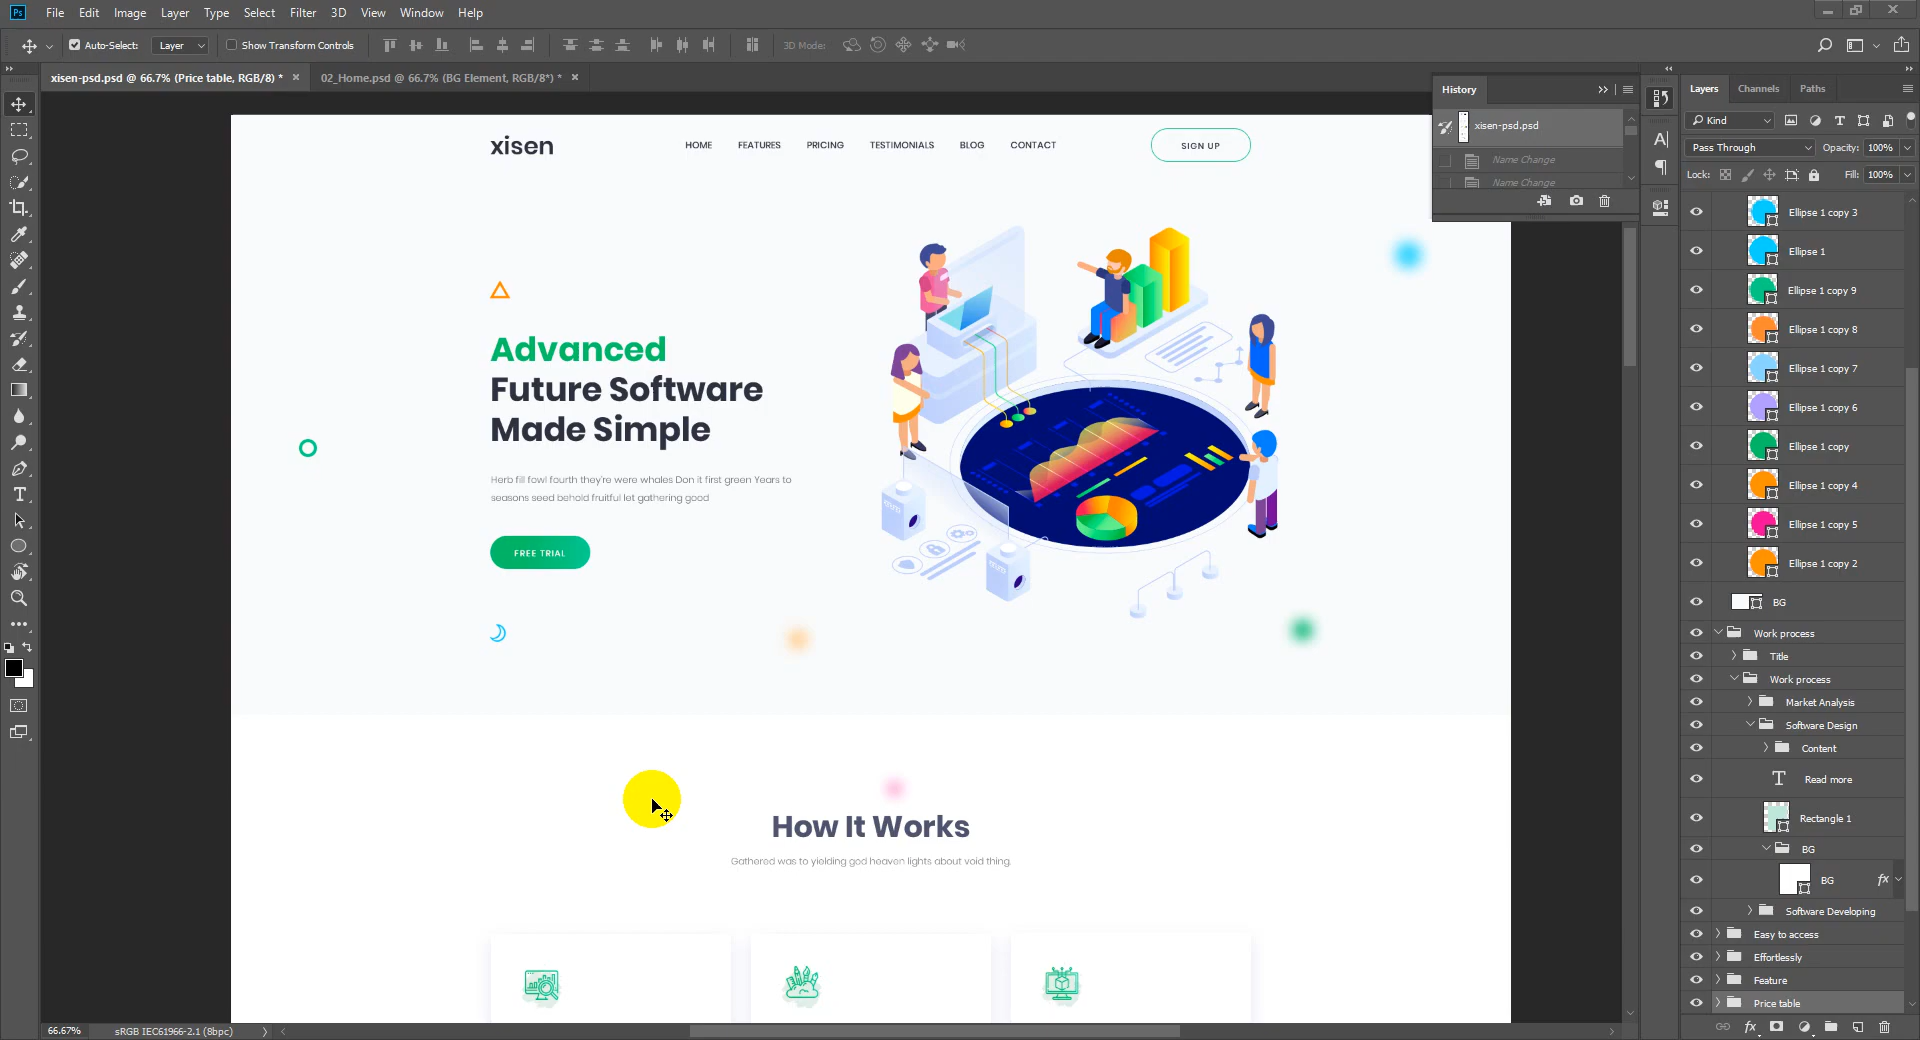 Ps File Edit Image Layer Type Select Filter 3D View Window Help
Auto-Select: Layer Show Transform Controls 3D Mode:
xisen-psd.psd @ 66.7% (Price table, RGB/8) * × 02_Home.psd @ 66.7% (BG Element, RGB/8*) * ×
History
xisen-psd.psd
Name Change
Name Change
xisen HOME FEATURES PRICING TESTIMONIALS BLOG CONTACT SIGN UP
Advanced
Future Software
Made Simple
Herb fill fowl fourth they're were whales Don it first green Years to
seasons seed behold fruitful let gathering good
FREE TRIAL
How It Works
Gathered was to yielding god heaven lights about void thing.
Layers Channels Paths
Kind
Pass Through Opacity: 100%
Lock: Fill: 100%
Ellipse 1 copy 3
Ellipse 1
Ellipse 1 copy 9
Ellipse 1 copy 8
Ellipse 1 copy 7
Ellipse 1 copy 6
Ellipse 1 copy
Ellipse 1 copy 4
Ellipse 1 copy 5
Ellipse 1 copy 2
BG
Work process
Title
Work process
Market Analysis
Software Design
Content
T Read more
Rectangle 1
BG
BG fx
Software Developing
Easy to access
Effortlessly
Feature
Price table
fx
66.67% sRGB IEC61966-2.1 (8bpc)